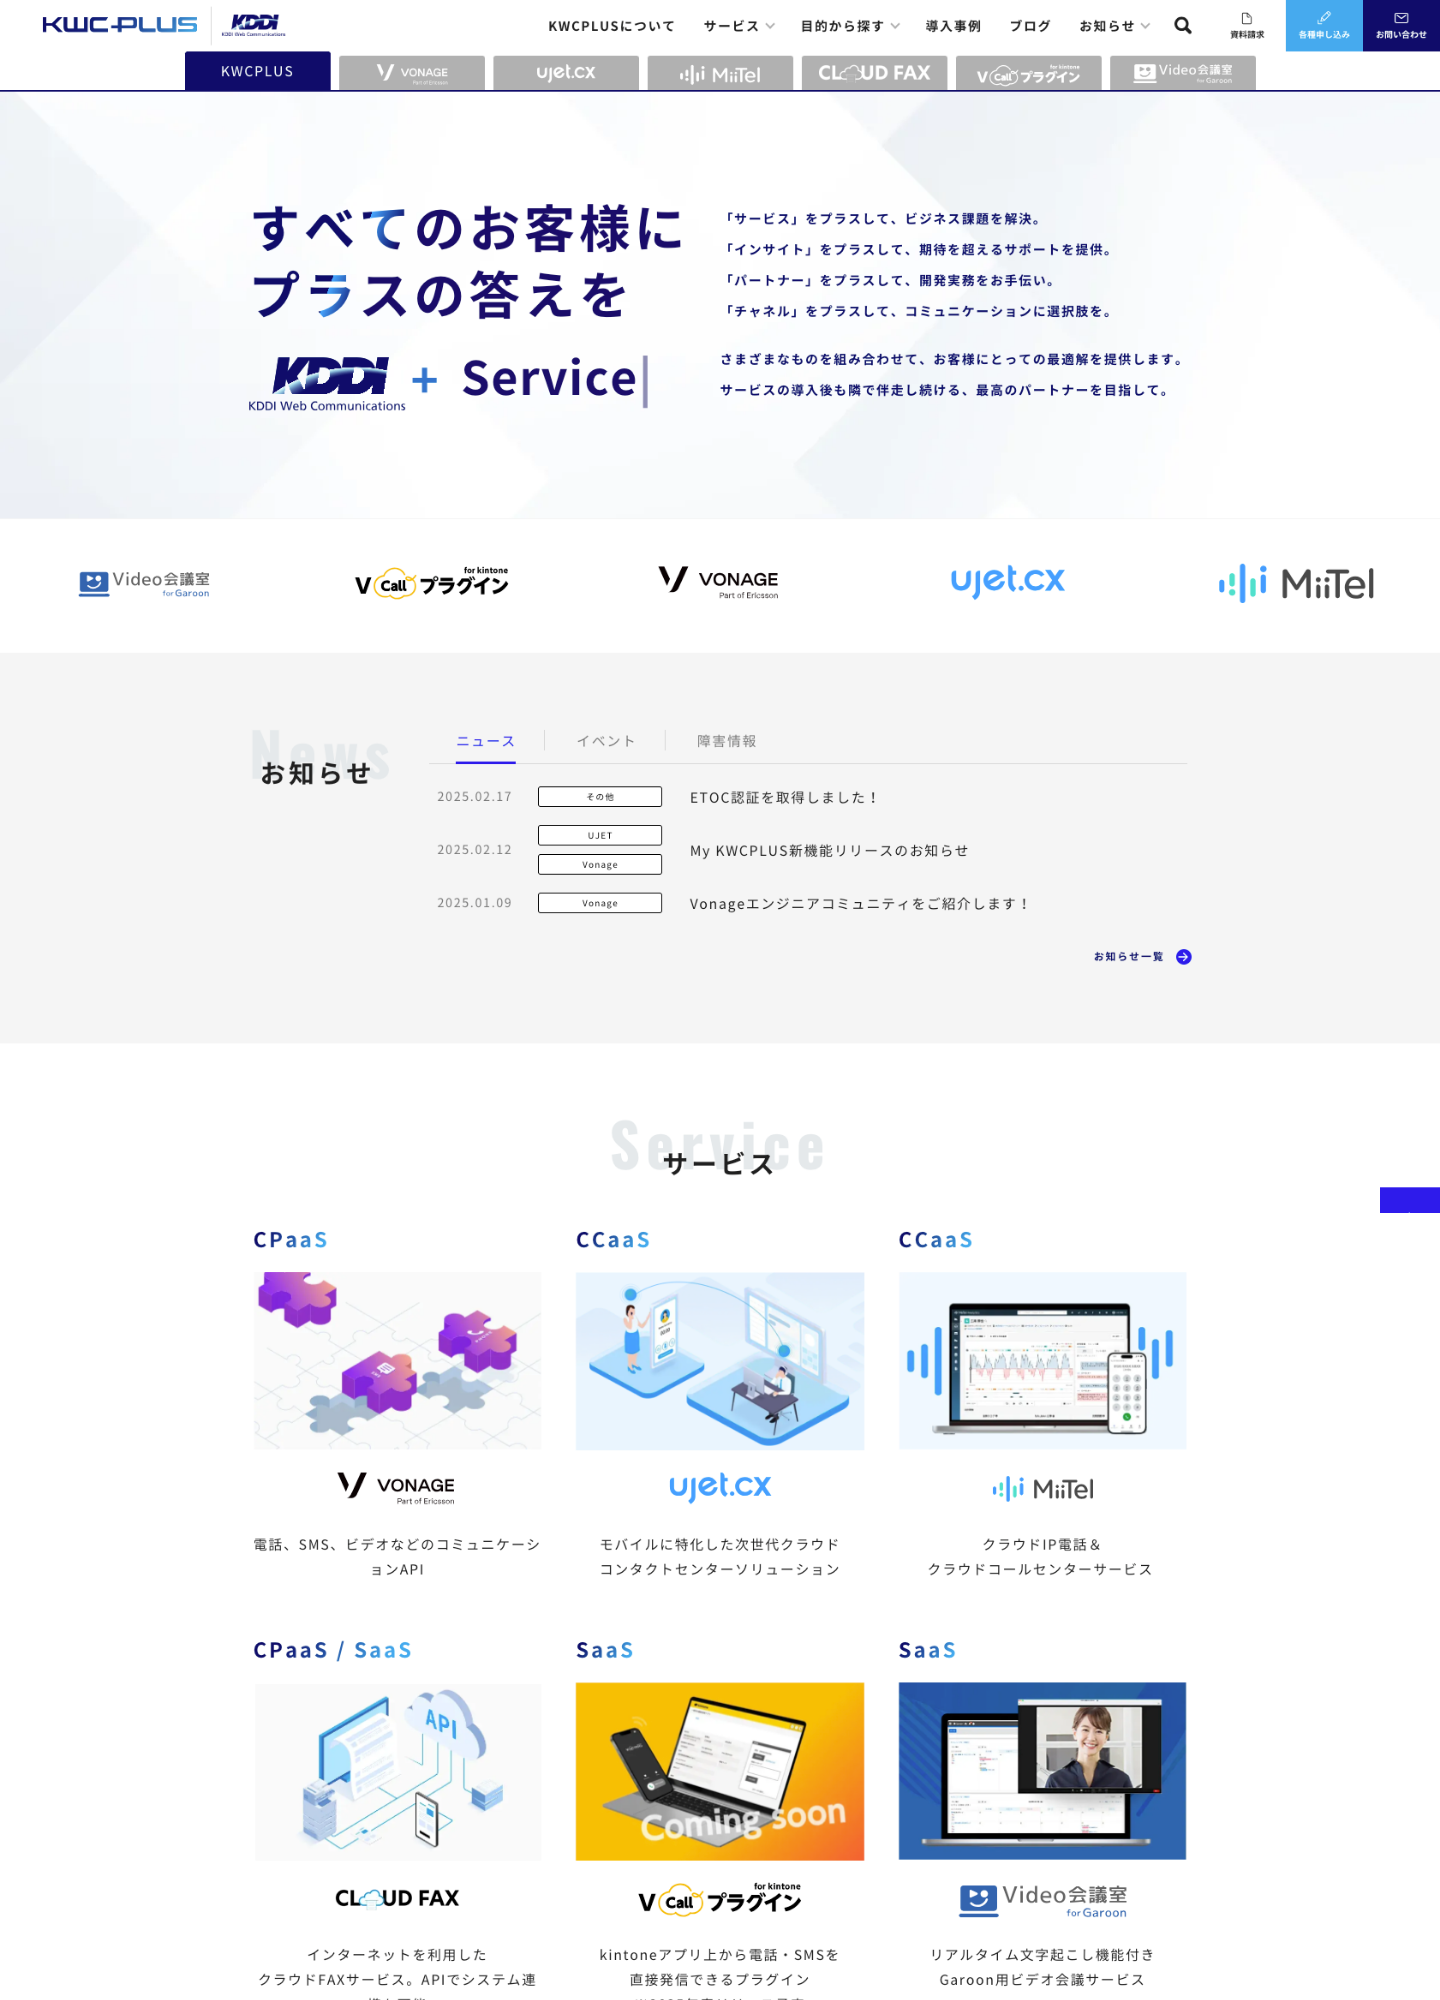 KWC-PLUS
KDDI
KDDI Web Communications
KWCPLUSについて
サービス
目的から探す
導入事例
ブログ
お知らせ
資料請求
各種申し込み
お問い合わせ
KWCPLUS
VONAGE
Part of Ericsson
ujet.cx
MiiTel
CLOUD FAX
V Call プラグイン
for kintone
Video会議室
for Garoon
すべてのお客様に
プラスの答えを
KDDI
KDDI Web Communications
+ Service
「サービス」をプラスして、ビジネス課題を解決。
「インサイト」をプラスして、期待を超えるサポートを提供。
「パートナー」をプラスして、開発実務をお手伝い。
「チャネル」をプラスして、コミュニケーションに選択肢を。
さまざまなものを組み合わせて、お客様にとっての最適解を提供します。
サービスの導入後も隣で伴走し続ける、最高のパートナーを目指して。
Video会議室
for Garoon
for kintone
V Call プラグイン
VONAGE
Part of Ericsson
ujet.cx
MiiTel
News
お知らせ
ニュース
イベント
障害情報
2025.02.17
その他
ETOC認証を取得しました！
2025.02.12
UJET
Vonage
My KWCPLUS新機能リリースのお知らせ
2025.01.09
Vonage
Vonageエンジニアコミュニティをご紹介します！
お知らせ一覧
Service
サービス
CPaaS
VONAGE
Part of Ericsson
電話、SMS、ビデオなどのコミュニケーシ
ョンAPI
CCaaS
ujet.cx
モバイルに特化した次世代クラウド
コンタクトセンターソリューション
CCaaS
MiiTel
クラウドIP電話＆
クラウドコールセンターサービス
CPaaS / SaaS
API
CLOUD FAX
インターネットを利用した
クラウドFAXサービス。APIでシステム連
SaaS
Coming soon
for kintone
V Call プラグイン
kintoneアプリ上から電話・SMSを
直接発信できるプラグイン
SaaS
Video会議室
for Garoon
リアルタイム文字起こし機能付き
Garoon用ビデオ会議サービス